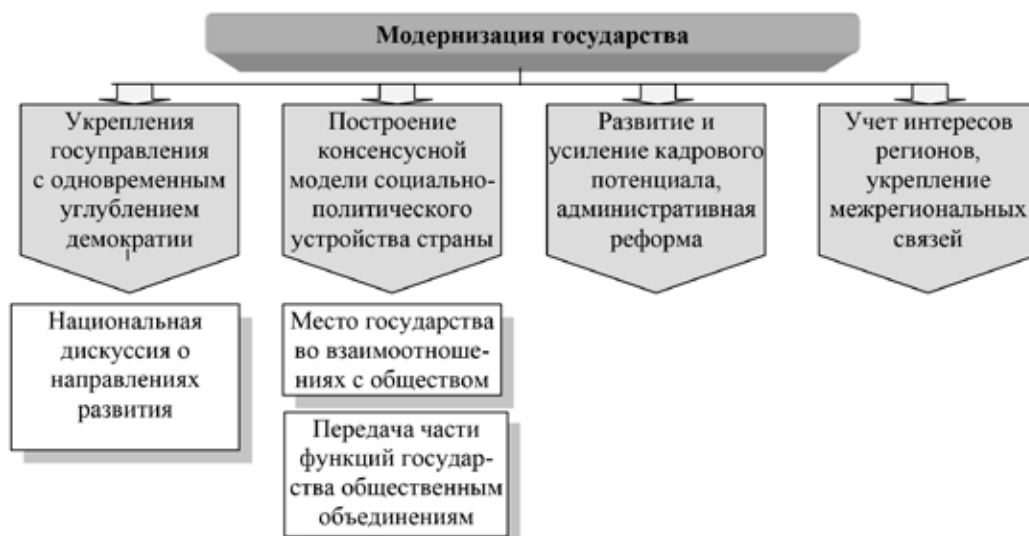 Модернизация государства
Укрепления
госуправления
с одновременным
углублением
демократии
Построение
консенсусной
модели социально-
политического
устройства страны
Развитие и
усиление кадрового
потенциала,
административная
реформа
Учет интересов
регионов,
укрепление
межрегиональных
связей
Национальная
дискуссия о
направлениях
развития
Место государства
во взаимоотноше-
ниях с обществом
Передача части
функций государ-
ства общественным
объединениям